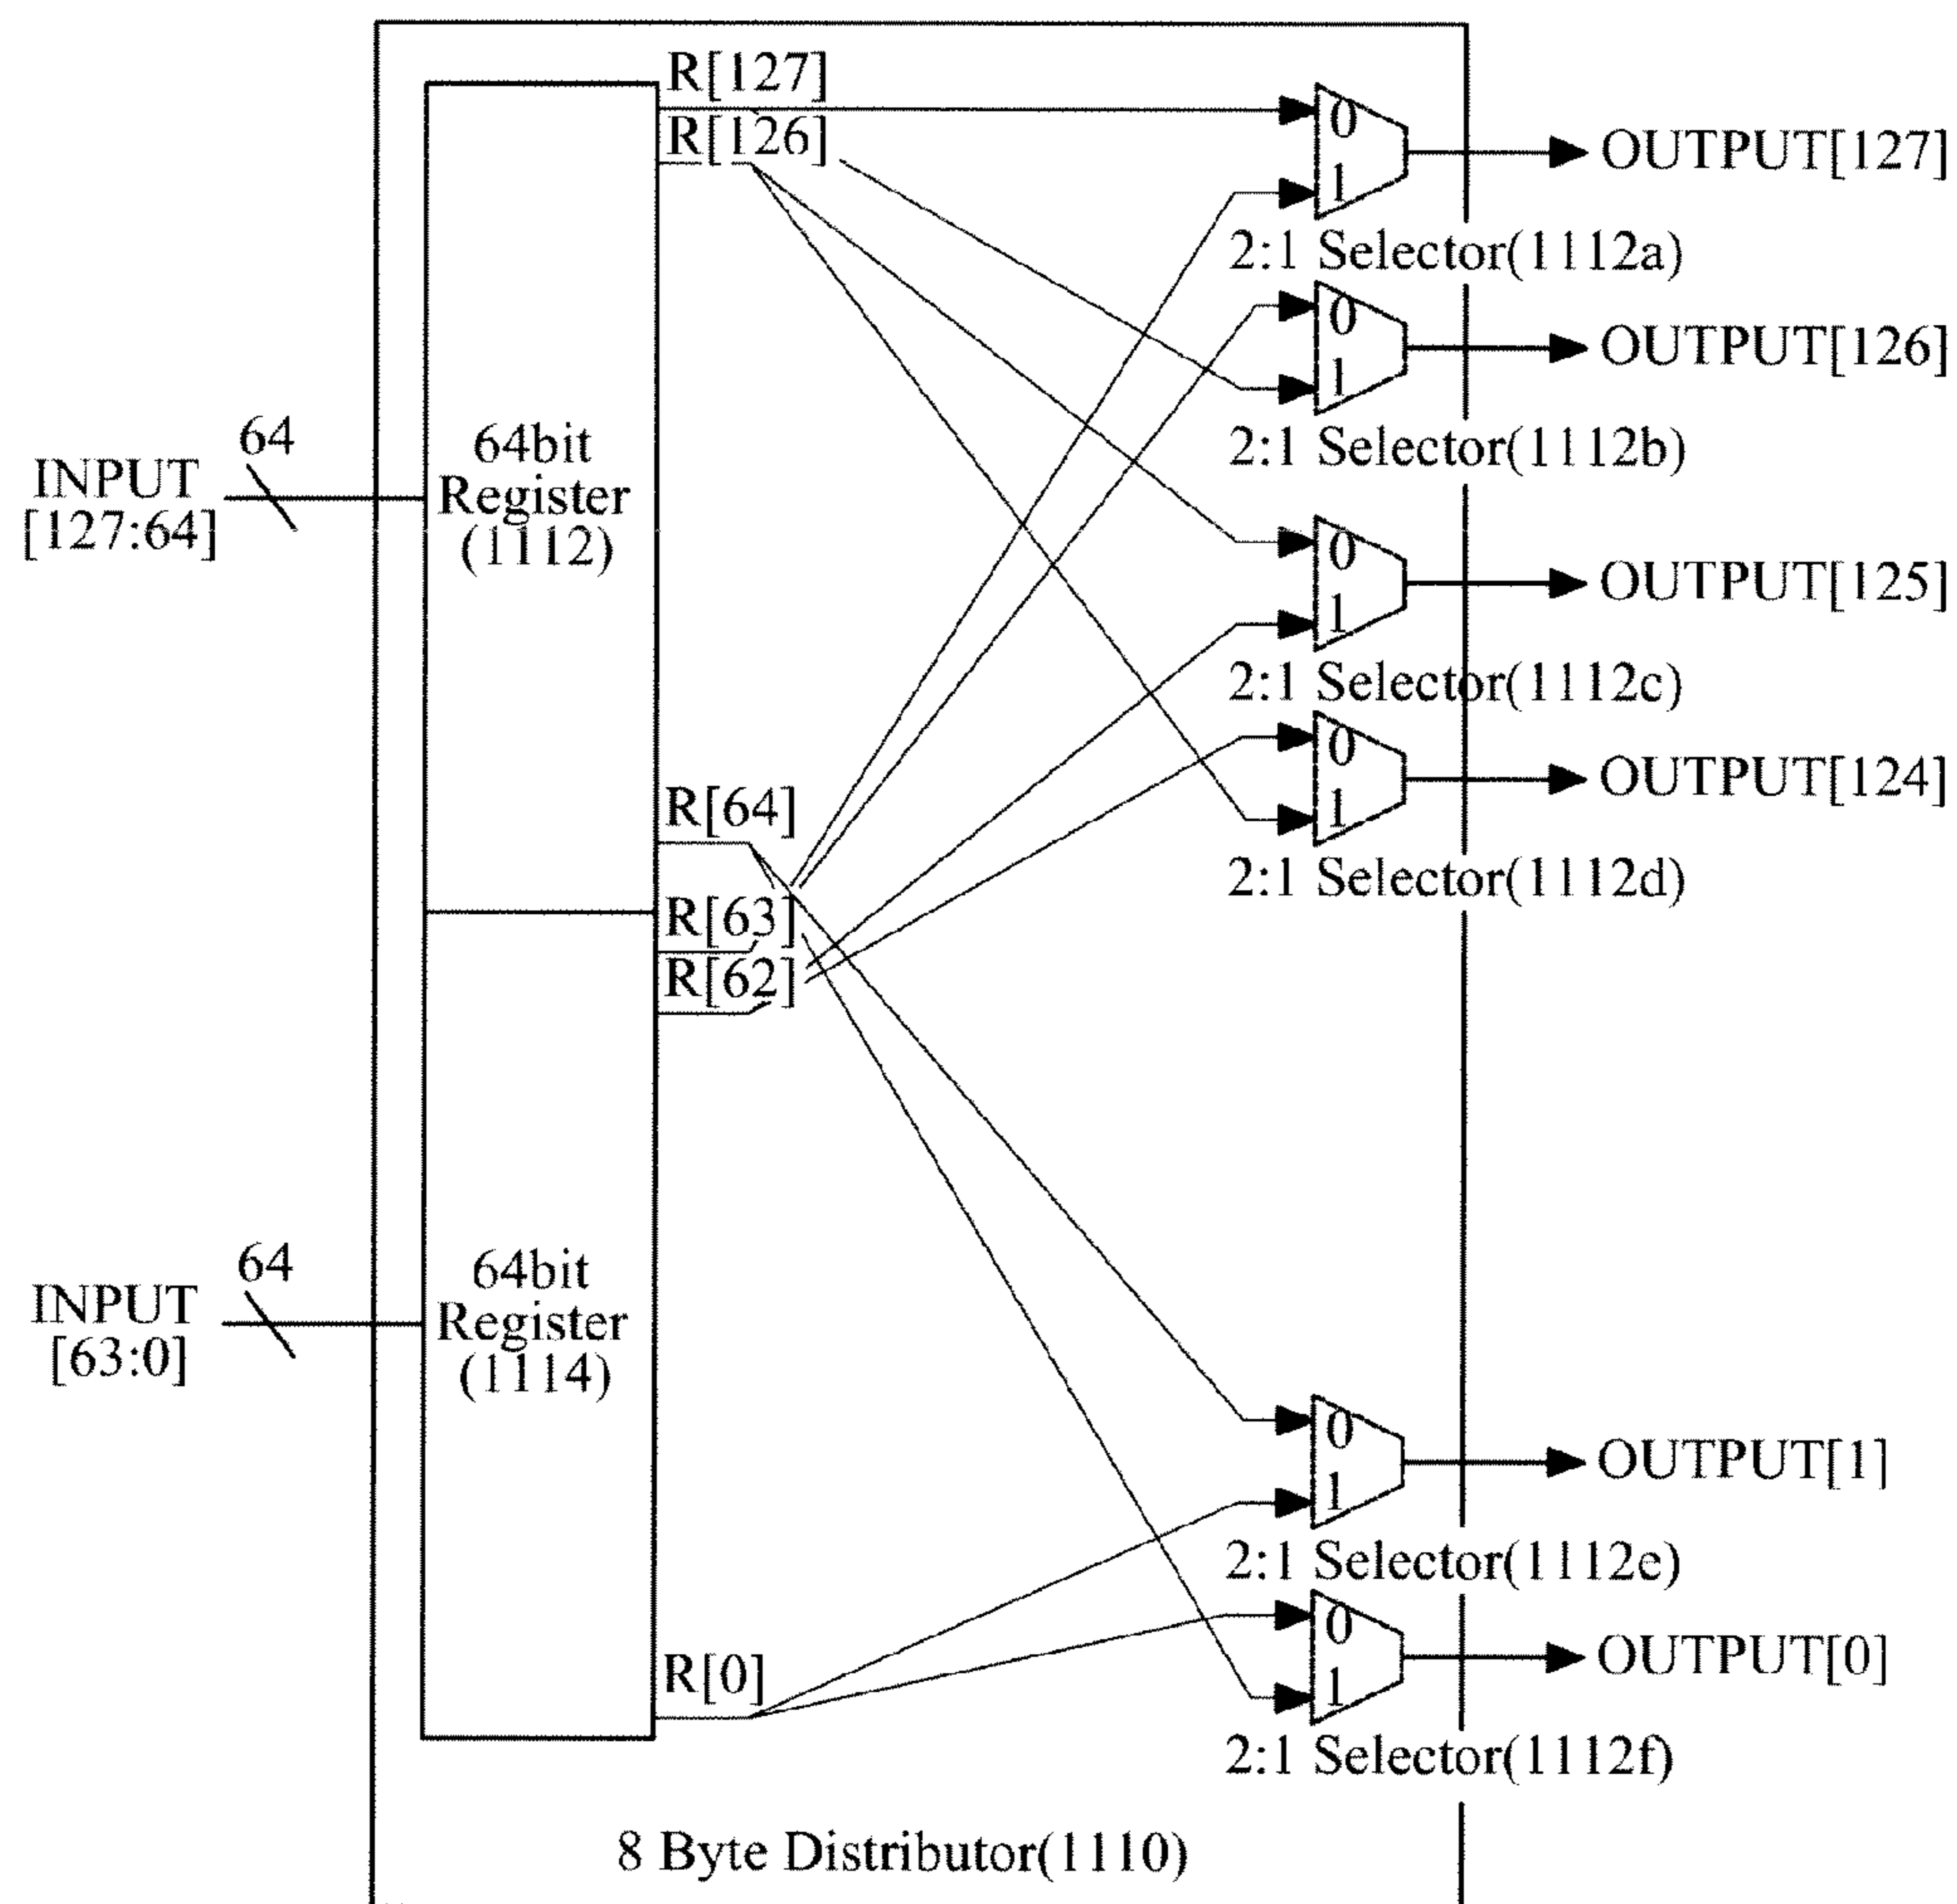 R[127]
R[126]
0
1
OUTPUT[127]
2:1 Selector(1112a)
0
1
OUTPUT[126]
2:1 Selector(1112b)
64
INPUT
[127:64]
64bit
Register
(1112)
0
1
OUTPUT[125]
2:1 Selector(1112c)
0
1
OUTPUT[124]
2:1 Selector(1112d)
R[64]
R[63]
R[62]
64
INPUT
[63:0]
64bit
Register
(1114)
0
1
OUTPUT[1]
2:1 Selector(1112e)
0
1
OUTPUT[0]
2:1 Selector(1112f)
R[0]
8 Byte Distributor(1110)